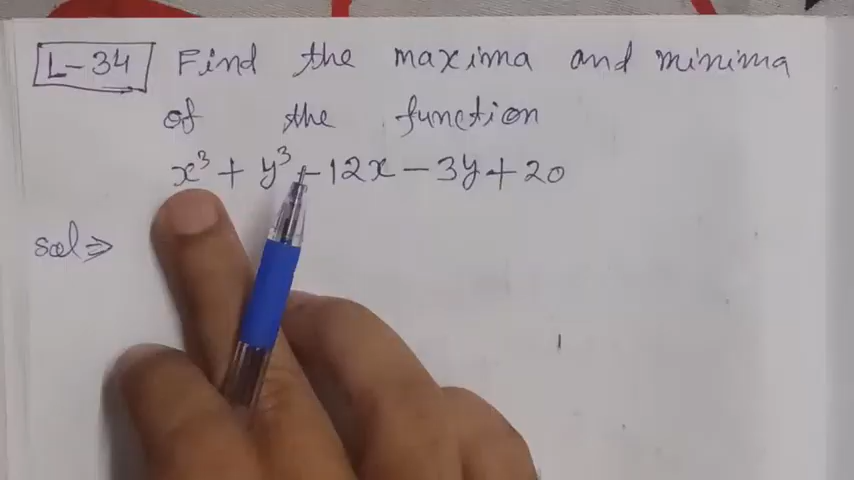 L-34 Find the maxima and minima
of the function
x³ + y³ - 12x - 3y + 20
sol ⇒